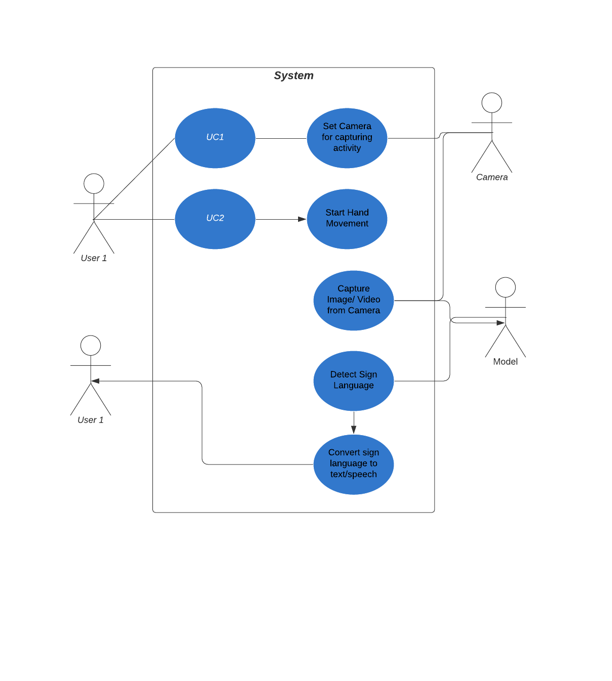 System
UC1
Set Camera
for capturing
activity
Camera
UC2
Start Hand
Movement
User 1
Capture
Image/ Video
from Camera
Model
Detect Sign
Language
User 1
Convert sign
language to
text/speech